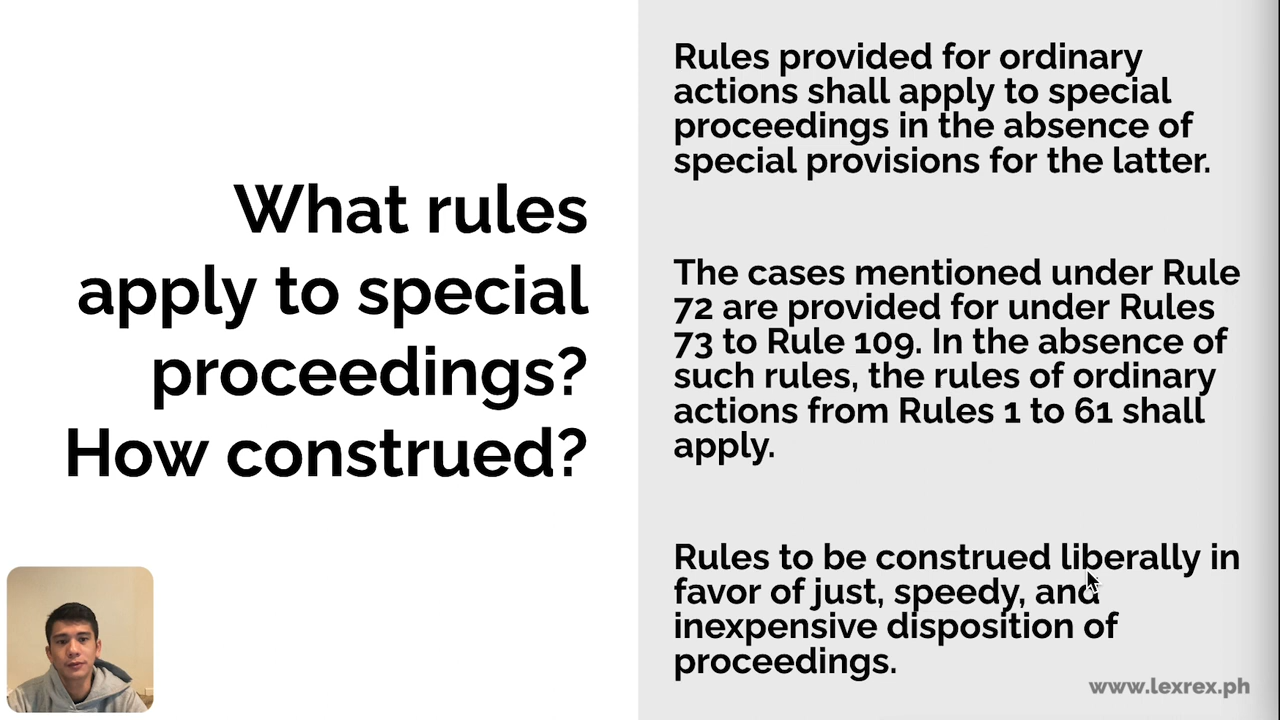 What rules
apply to special
proceedings?
How construed?
Rules provided for ordinary
actions shall apply to special
proceedings in the absence of
special provisions for the latter.
The cases mentioned under Rule
72 are provided for under Rules
73 to Rule 109. In the absence of
such rules, the rules of ordinary
actions from Rules 1 to 61 shall
apply.
Rules to be construed liberally in
favor of just, speedy, and
inexpensive disposition of
proceedings.
www.lexrex.ph